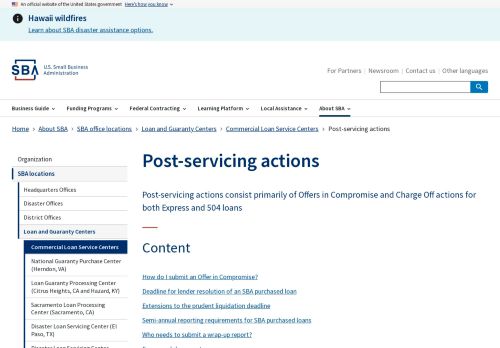 An official website of the United States government Here's how you know
Hawaii wildfires
Learn about SBA disaster assistance options.
SBA
U.S. Small Business
Administration
For Partners Newsroom Contact us Other languages
Business Guide Funding Programs Federal Contracting Learning Platform Local Assistance About SBA
Home About SBA SBA office locations Loan and Guaranty Centers Commercial Loan Service Centers Post-servicing actions
Organization
SBA locations
Headquarters Offices
Disaster Offices
District Offices
Loan and Guaranty Centers
Commercial Loan Service Centers
National Guaranty Purchase Center
(Herndon, VA)
Loan Guaranty Processing Center
(Citrus Heights, CA and Hazard, KY)
Sacramento Loan Processing
Center (Sacramento, CA)
Disaster Loan Servicing Center (El
Paso, TX)
Post-servicing actions
Post-servicing actions consist primarily of Offers in Compromise and Charge Off actions for
both Express and 504 loans
Content
How do I submit an Offer in Compromise?
Deadline for lender resolution of an SBA purchased loan
Extensions to the prudent liquidation deadline
Semi-annual reporting requirements for SBA purchased loans
Who needs to submit a wrap-up report?